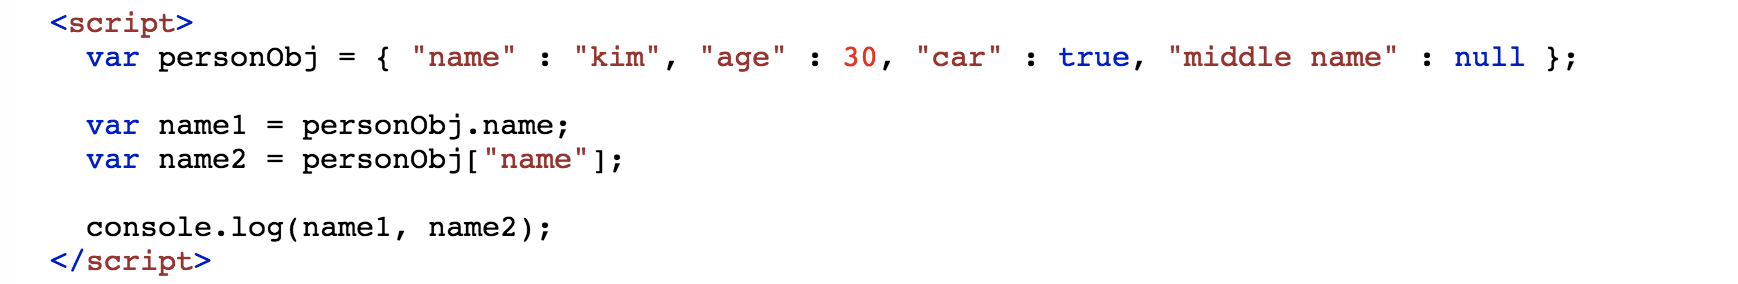 <script>
var personObj = { "name" : "kim", "age" : 30, "car" : true, "middle name" : null };
var name1 = personObj.name;
var name2 = personObj["name"];
console.log(name1, name2);
</script>